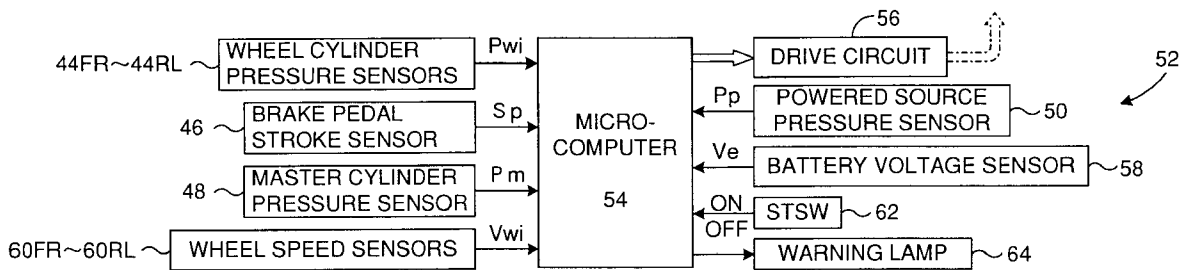 44FR~44RL
WHEEL CYLINDER
PRESSURE SENSORS
Pwi
46
BRAKE PEDAL
STROKE SENSOR
Sp
48
MASTER CYLINDER
PRESSURE SENSOR
Pm
60FR~60RL
WHEEL SPEED SENSORS
Vwi
MICRO-
COMPUTER
54
56
DRIVE CIRCUIT
52
Pp
POWERED SOURCE
PRESSURE SENSOR
50
Ve
BATTERY VOLTAGE SENSOR
58
ON
OFF
STSW
62
WARNING LAMP
64